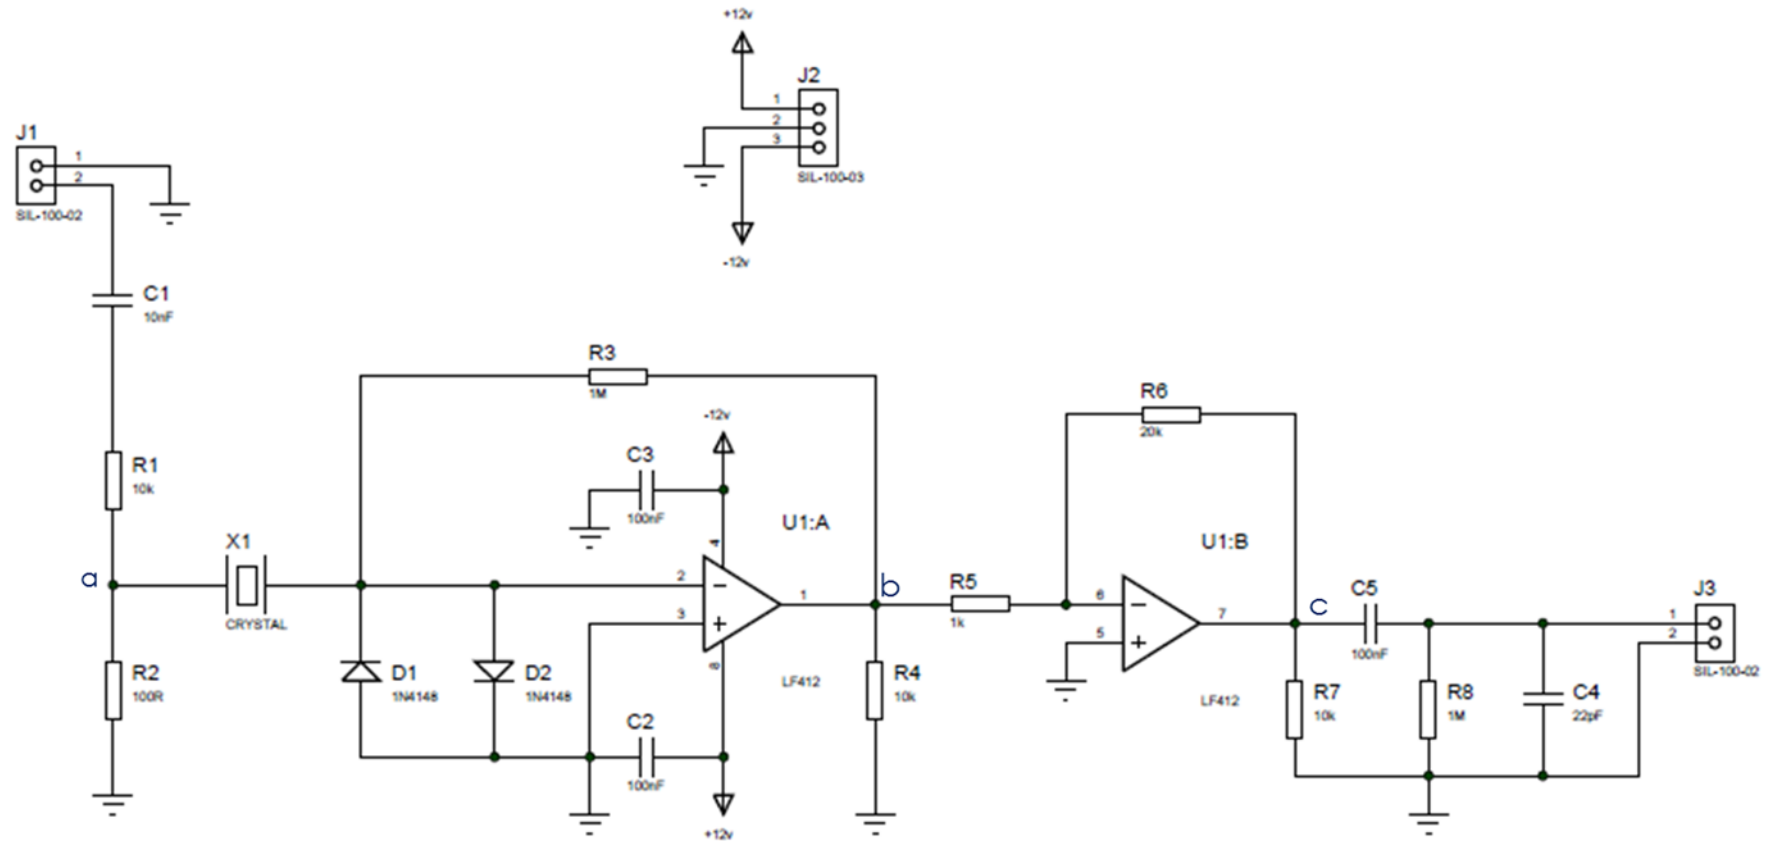 +12v
J2
1
2
3
SIL-100-03
-12v
J1
1
2
SIL-100-02
C1
10nF
R1
10k
a
R2
100R
X1
CRYSTAL
R3
1M
-12v
C3
100nF
4
U1:A
2
3
1
8
LF412
D1
1N4148
D2
1N4148
C2
100nF
+12v
b
R4
10k
R5
1k
R6
20k
U1:B
6
5
7
LF412
c
C5
100nF
R7
10k
R8
1M
C4
22pF
J3
1
2
SIL-100-02